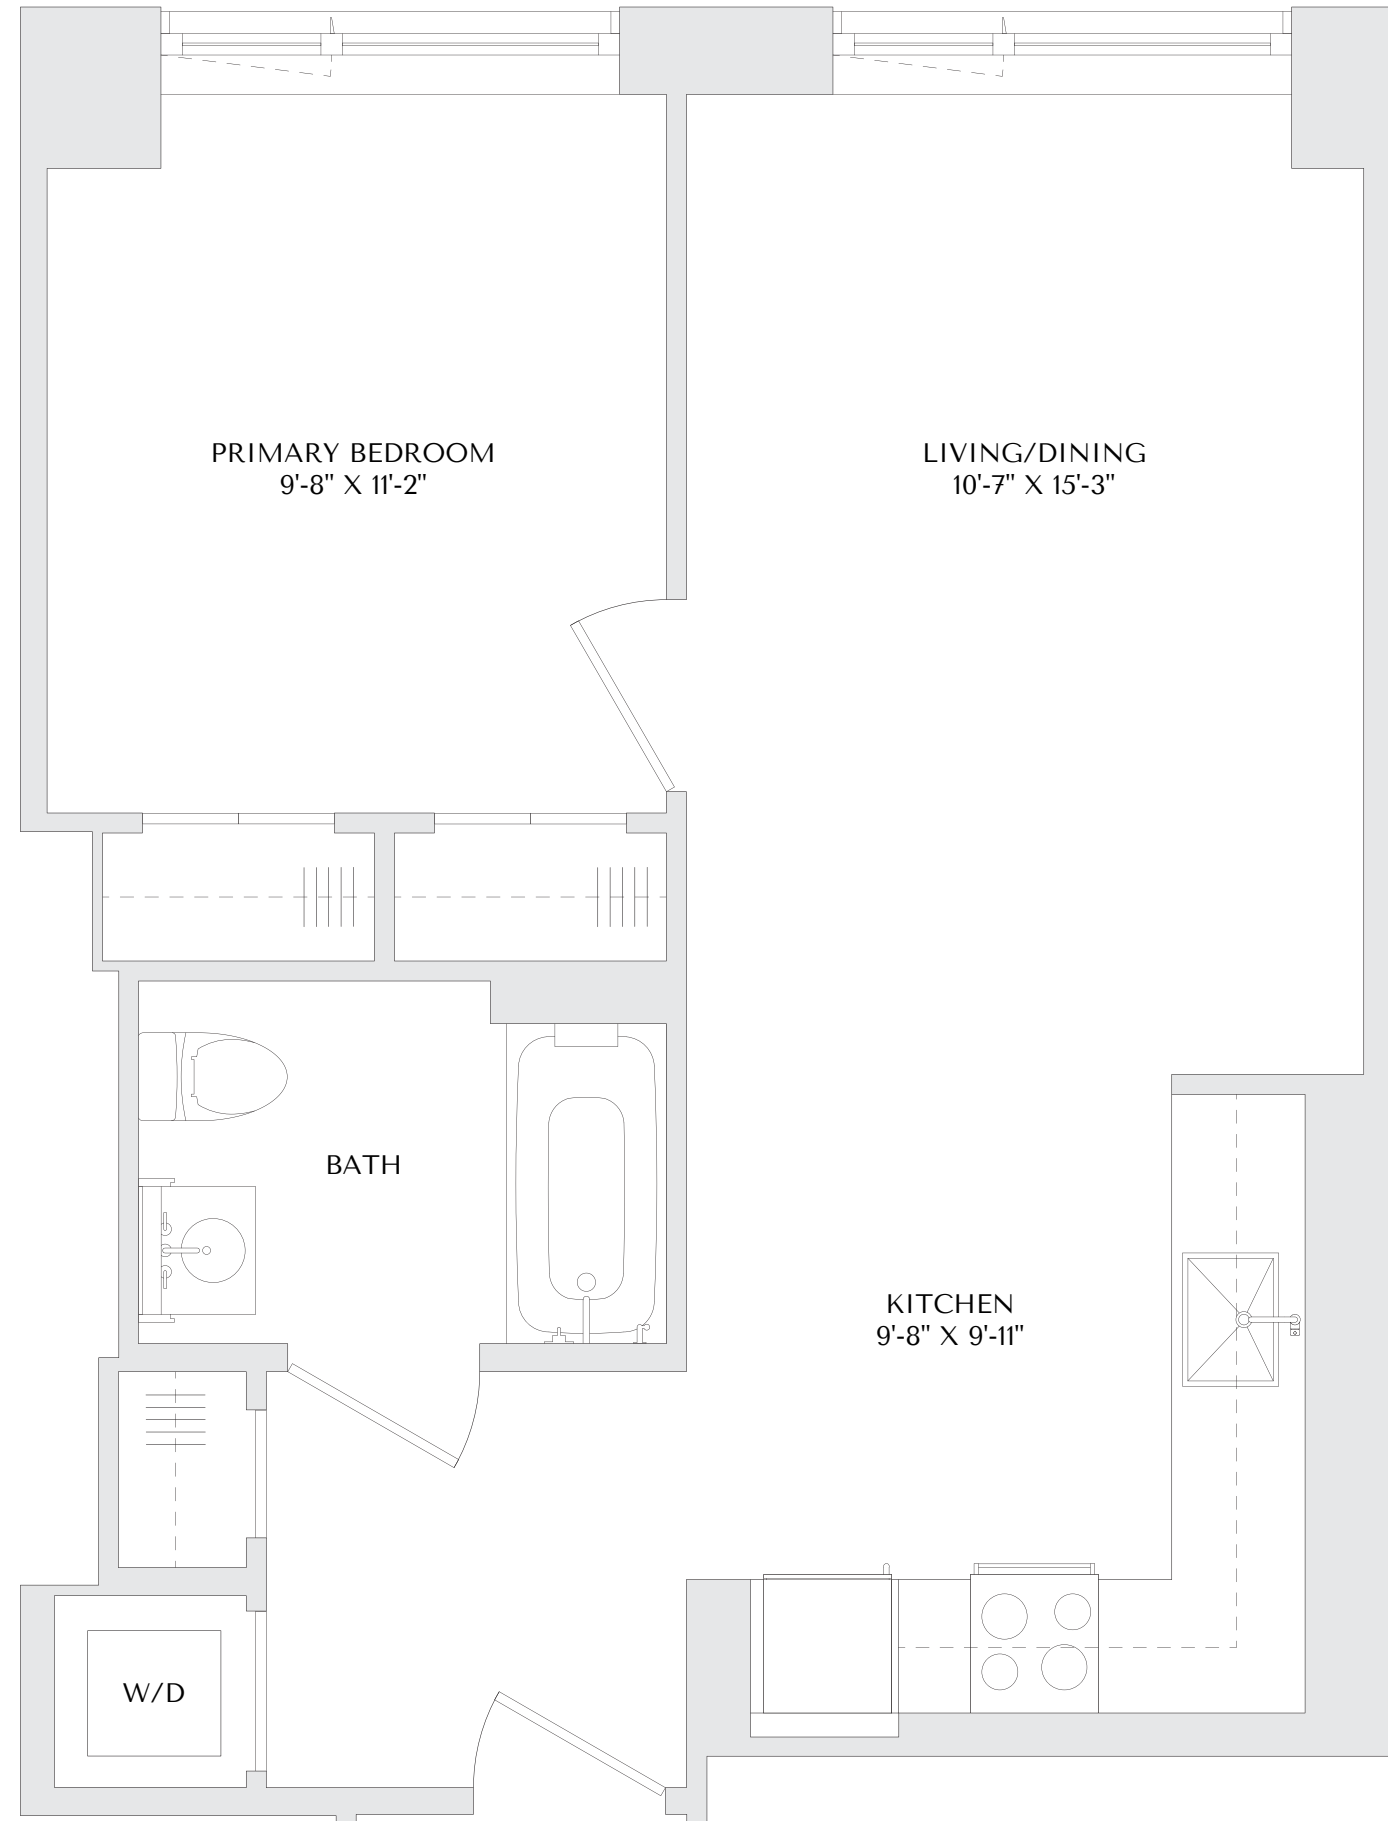 PRIMARY BEDROOM
9'-8" X 11'-2"
LIVING/DINING
10'-7" X 15'-3"
BATH
KITCHEN
9'-8" X 9'-11"
W/D